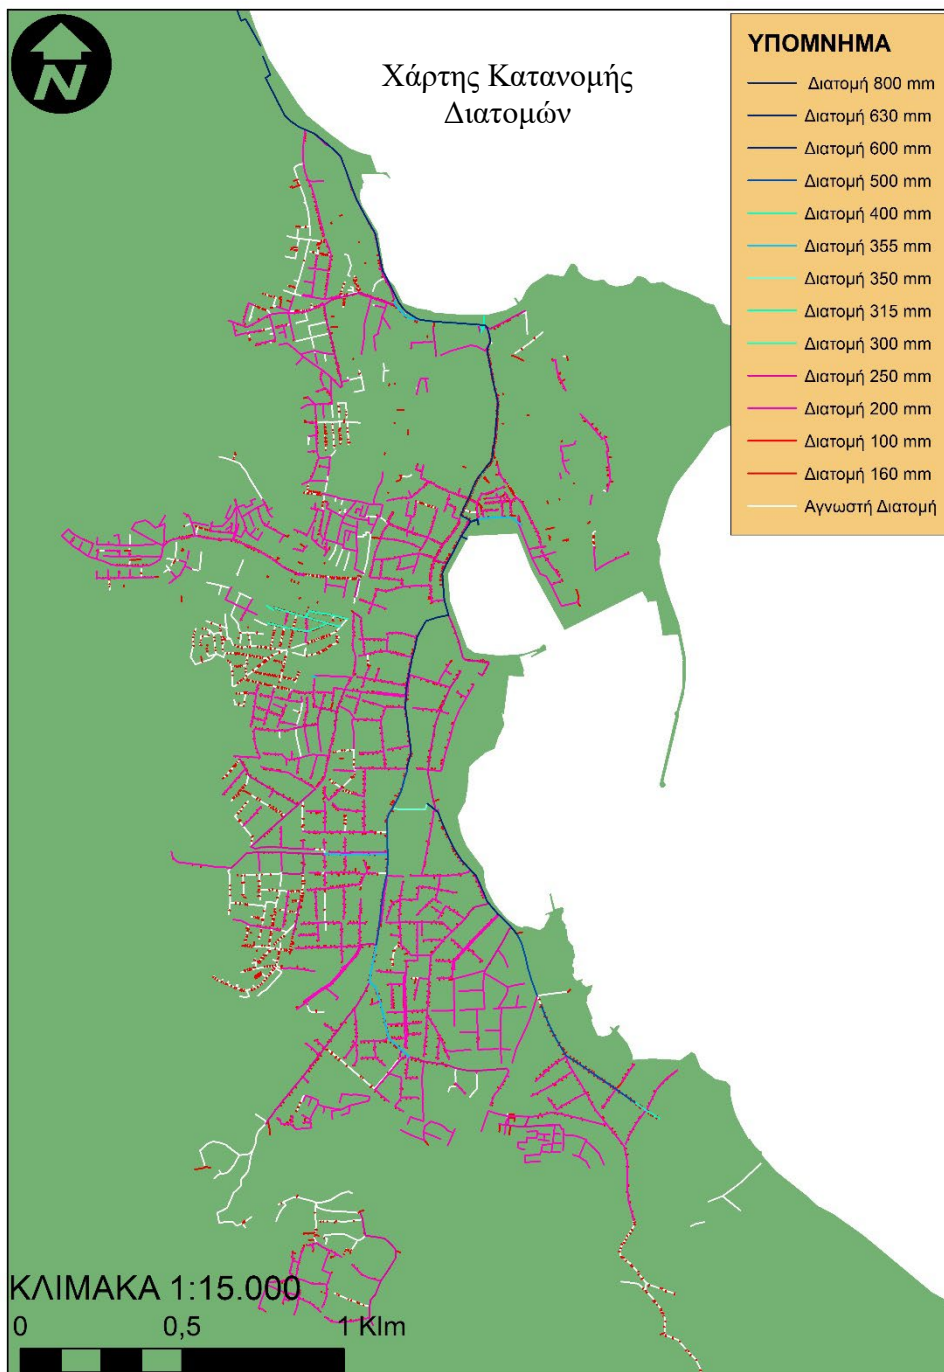 Χάρτης Κατανομής
Διατομών
N
ΥΠΟΜΝΗΜΑ
Διατομή 800 mm
Διατομή 630 mm
Διατομή 600 mm
Διατομή 500 mm
Διατομή 400 mm
Διατομή 355 mm
Διατομή 350 mm
Διατομή 315 mm
Διατομή 300 mm
Διατομή 250 mm
Διατομή 200 mm
Διατομή 100 mm
Διατομή 160 mm
Αγνωστή Διατομή
ΚΛΙΜΑΚΑ 1:15.000
0 0,5 1 Klm